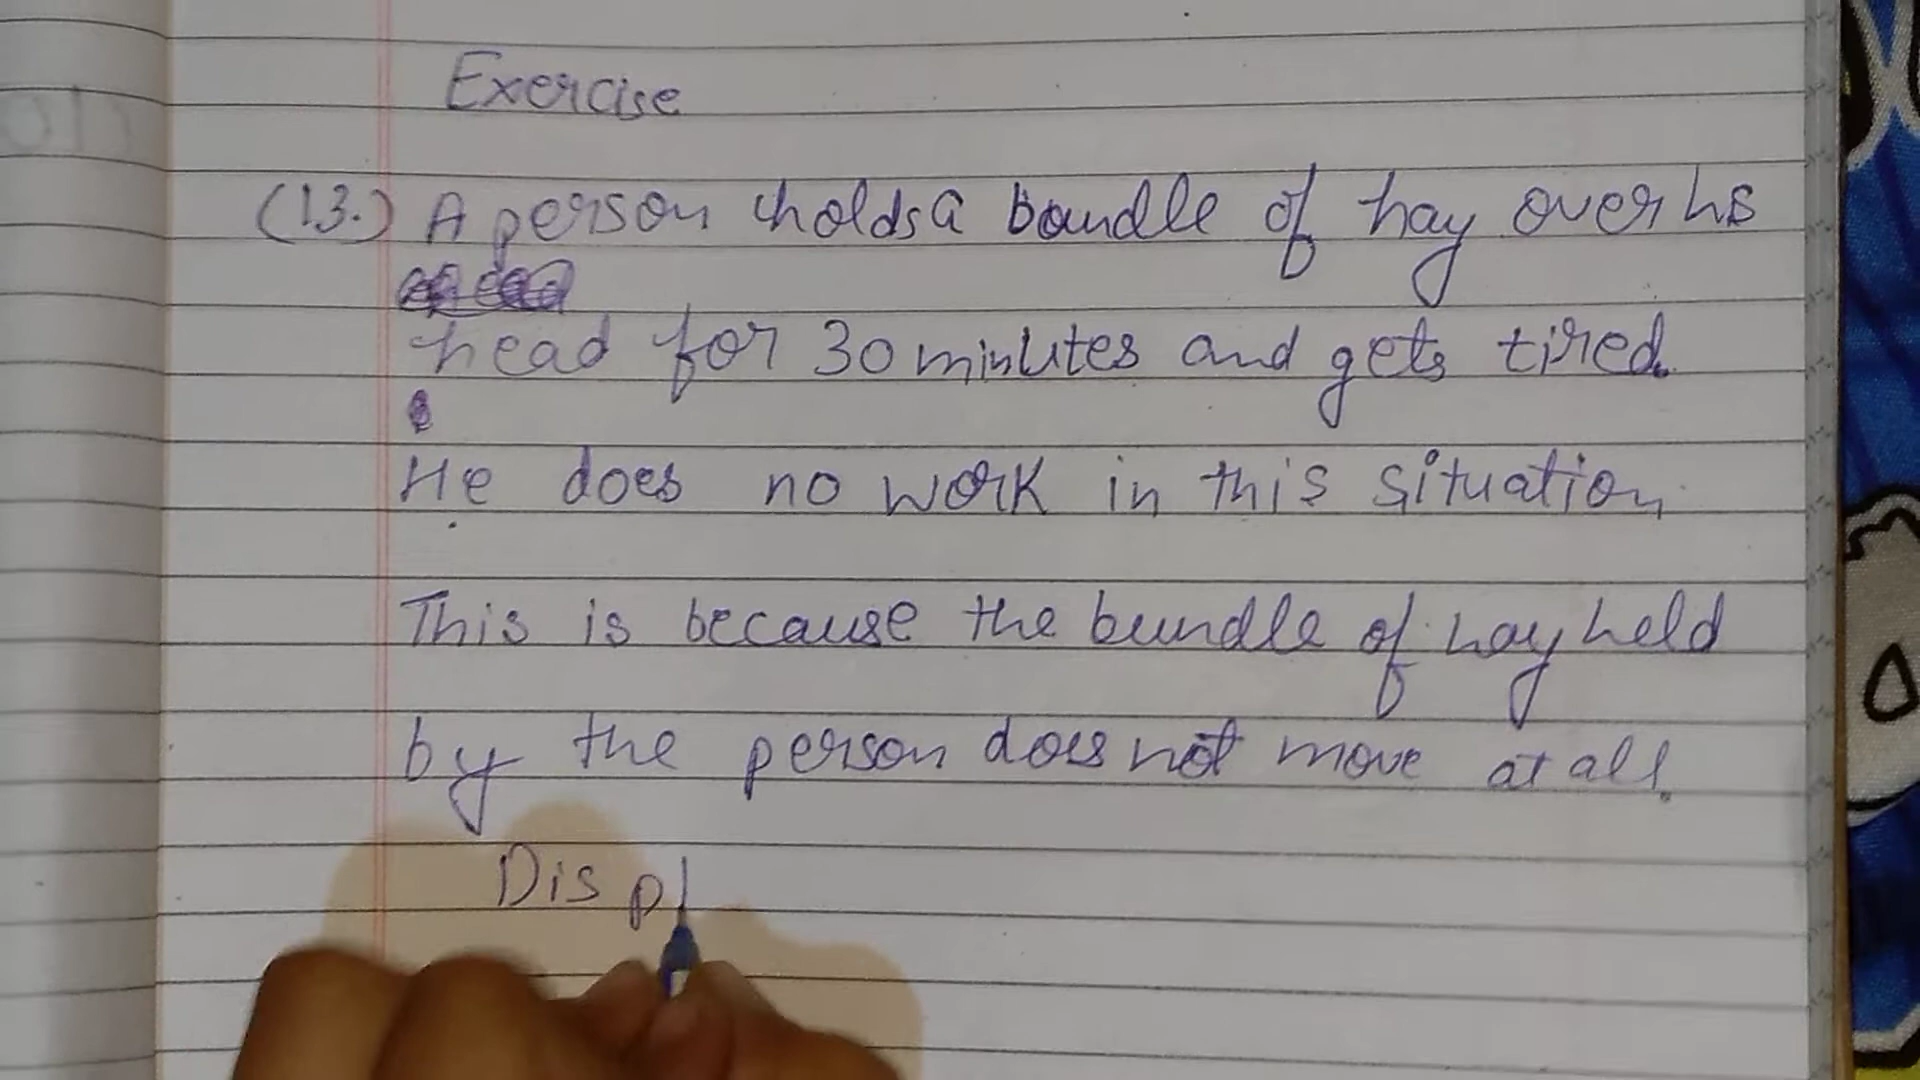 Exercise
(13.) A person holds a bundle of hay over his
head for 30 minutes and gets tired.
He does no work in this situation
This is because the bundle of hay held
by the person does not move at all.
Displ